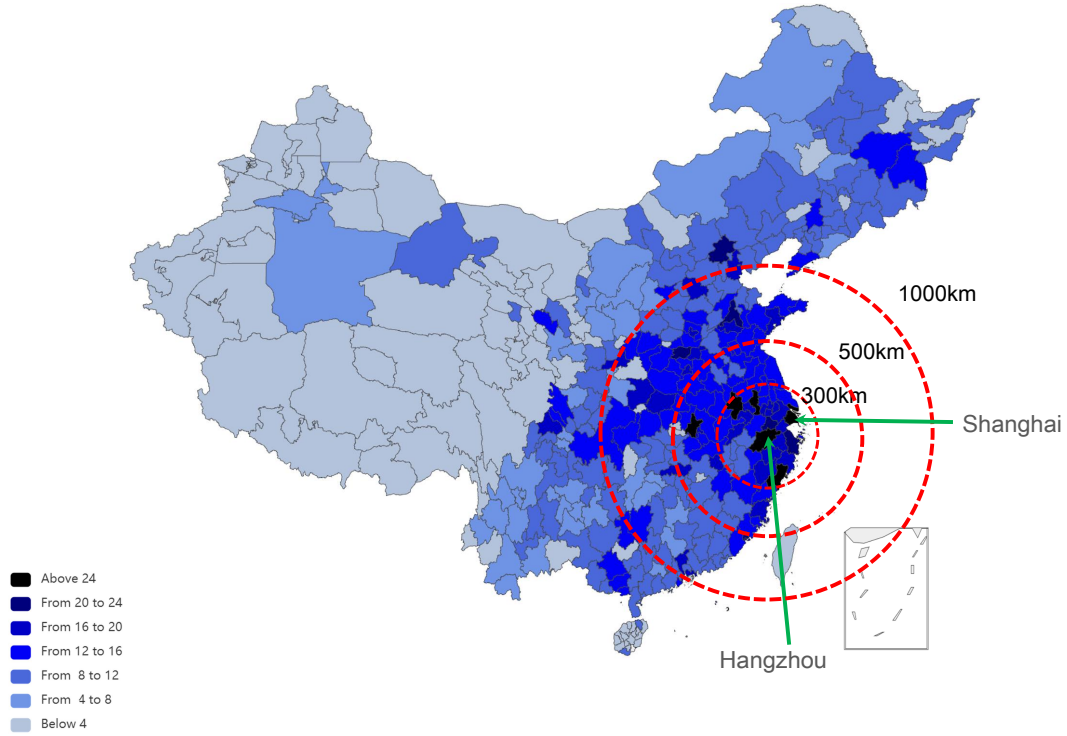 1000km
500km
300km
Shanghai
Hangzhou
Above 24
From 20 to 24
From 16 to 20
From 12 to 16
From  8 to 12
From  4 to 8
Below 4